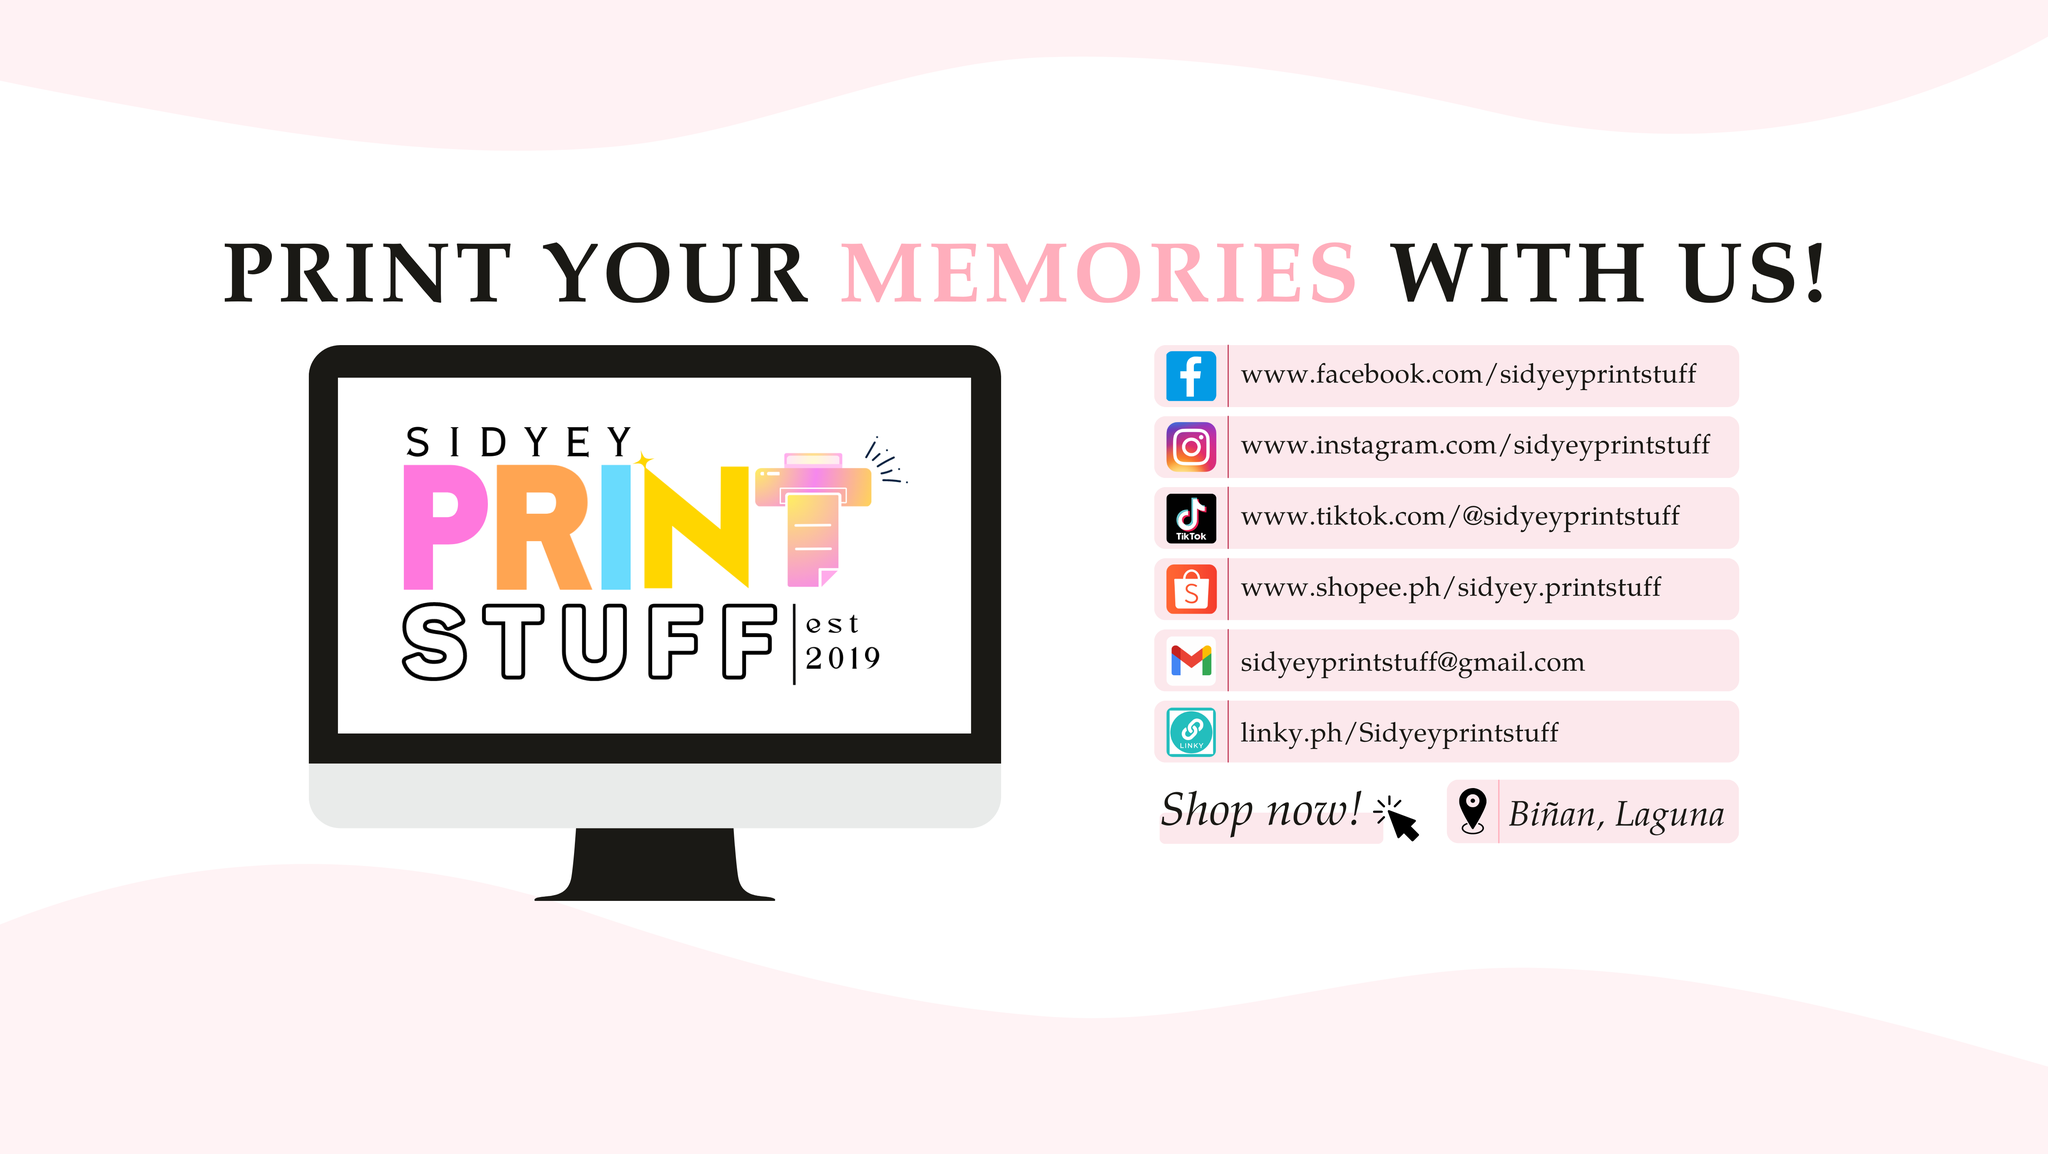 PRINT YOUR MEMORIES WITH US!
SIDYEY
PRINT
STUFF
est
2019
www.facebook.com/sidyeyprintstuff
www.instagram.com/sidyeyprintstuff
TikTok
www.tiktok.com/@sidyeyprintstuff
S
www.shopee.ph/sidyey.printstuff
sidyeyprintstuff@gmail.com
LINKY
linky.ph/Sidyeyprintstuff
Shop now!
Biñan, Laguna